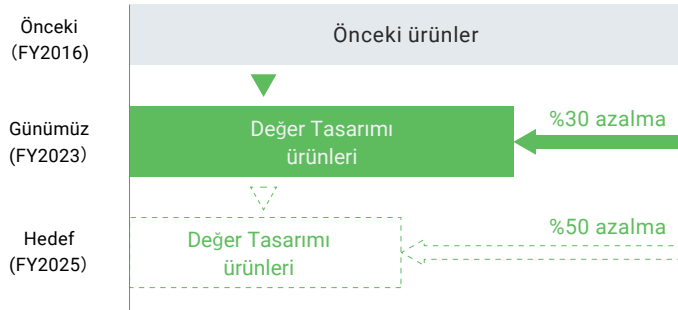 Önceki
(FY2016)
Önceki ürünler
Günümüz
(FY2023)
Değer Tasarımı
ürünleri
%30 azalma
Hedef
(FY2025)
Değer Tasarımı
ürünleri
%50 azalma